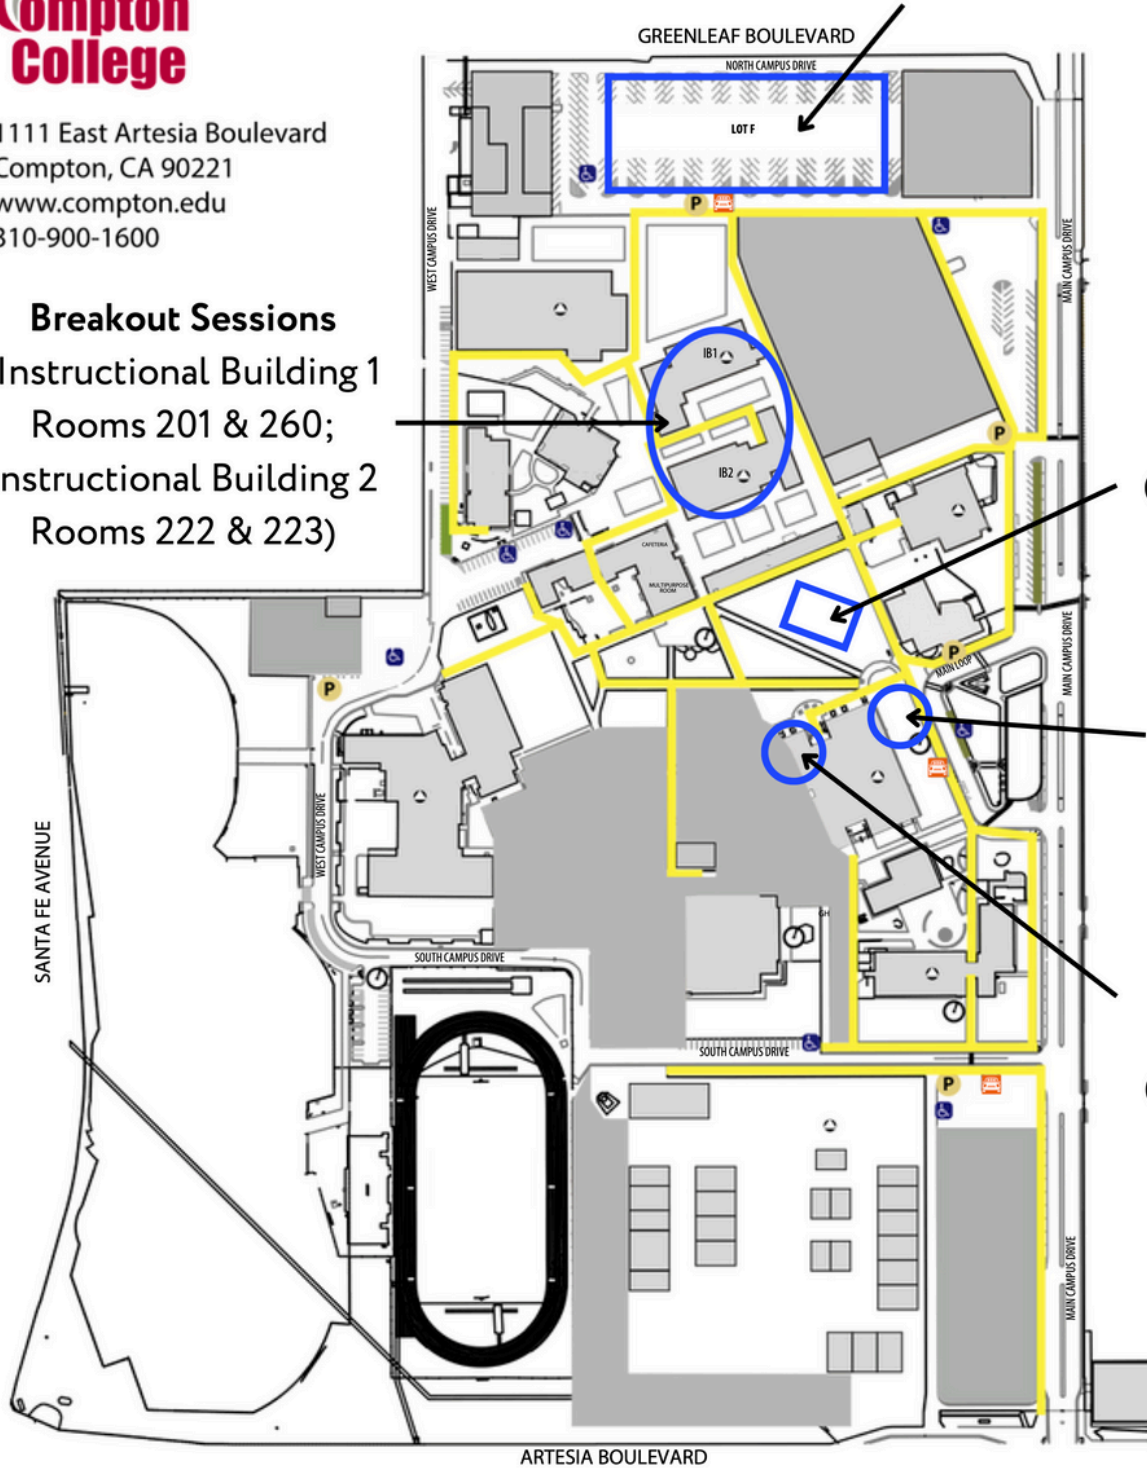 Compton
College
1111 East Artesia Boulevard
Compton, CA 90221
www.compton.edu
310-900-1600
Breakout Sessions
Instructional Building 1
Rooms 201 & 260;
nstructional Building 2
Rooms 222 & 223)
GREENLEAF BOULEVARD
NORTH CAMPUS DRIVE
LOT F
P
WEST CAMPUS DRIVE
MAIN CAMPUS DRIVE
IB1
P
IB2
(
CAFETERIA
MULTIPURPOSE
ROOM
P
MAIN LOOP
MAIN CAMPUS DRIVE
P
SANTA FE AVENUE
WEST CAMPUS DRIVE
GH
SOUTH CAMPUS DRIVE
SOUTH CAMPUS DRIVE
P
(
MAIN CAMPUS DRIVE
ARTESIA BOULEVARD